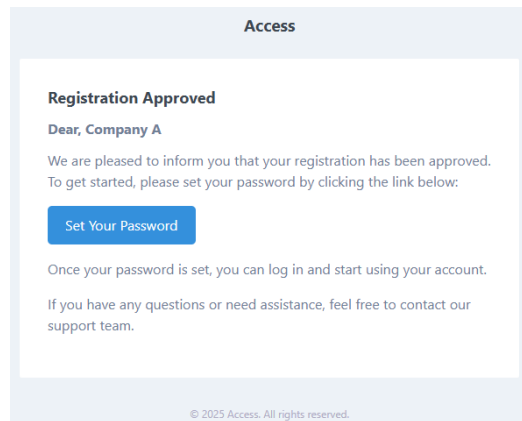 Access
Registration Approved
Dear, Company A
We are pleased to inform you that your registration has been approved.
To get started, please set your password by clicking the link below:
Set Your Password
Once your password is set, you can log in and start using your account.
If you have any questions or need assistance, feel free to contact our
support team.
© 2025 Access. All rights reserved.